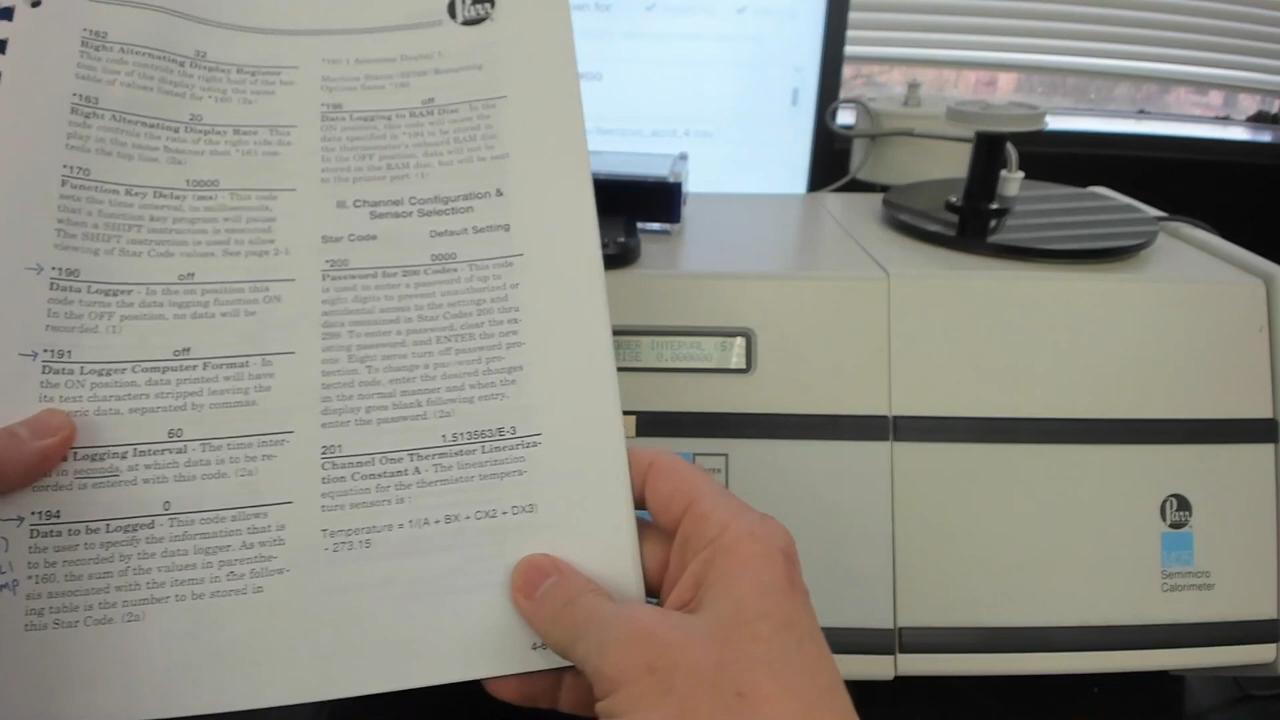 Parr
*162
32
Right Alternating Display Register
This code controls the right half of the bot-
tom line of the display using the same
table of values listed for *160. (2a)
*163
20
Right Alternating Display Rate - This
code controls the rate of the right side dis-
play in the same manner that *161 con-
trols the top line. (2a)
*170
10000
Function Key Delay (ms) - This code
sets the time interval, in milliseconds,
that a function key program will pause
when a SHIFT instruction is executed.
The SHIFT instruction is used to allow
viewing of Star Code values. See page 2-1.
*190
off
Data Logger - In the on position this
code turns the data logging function ON
In the OFF position, no data will be
recorded. (1)
*191
off
Data Logger Computer Format - In
the ON position, data printed will have
its text characters stripped leaving the
eric data, separated by commas.
60
Logging Interval - The time inter-
in seconds, at which data is to be re-
corded is entered with this code. (2a)
*194
0
Data to be Logged - This code allows
the user to specify the information that is
to be recorded by the data logger. As with
*160, the sum of the values in parenthe-
sis associated with the items in the follow-
ing table is the number to be stored in
this Star Code. (2a)
off
Data Logging to RAM Disc - In the
ON position, this code will cause the
data specified in *194 to be stored in
the thermometer's onboard RAM disc.
In the OFF position, data will not be
stored in the RAM disc, but will be sent
to the printer port. (1)
III. Channel Configuration &
Sensor Selection
Star Code Default Setting
*200
0000
Password for 200 Codes - This code
is used to enter a password of up to
eight digits to prevent unauthorized or
accidental access to the settings and
data contained in Star Codes 200 thru
299. To enter a password, clear the ex-
isting password, and ENTER the new
one. Eight zeros turn off password pro-
tection. To change a password pro-
tected code, enter the desired changes
in the normal manner and when the
display goes blank following entry,
enter the password. (2a)
201
1.513563/E-3
Channel One Thermistor Lineariza-
tion Constant A - The linearization
equation for the thermistor tempera-
ture sensors is :
Temperature = 1/(A + BX + CX2 + DX3)
- 273.15
GER INTERVAL (S)
ISE 0.000000
Parr
Semimicro
Calorimeter